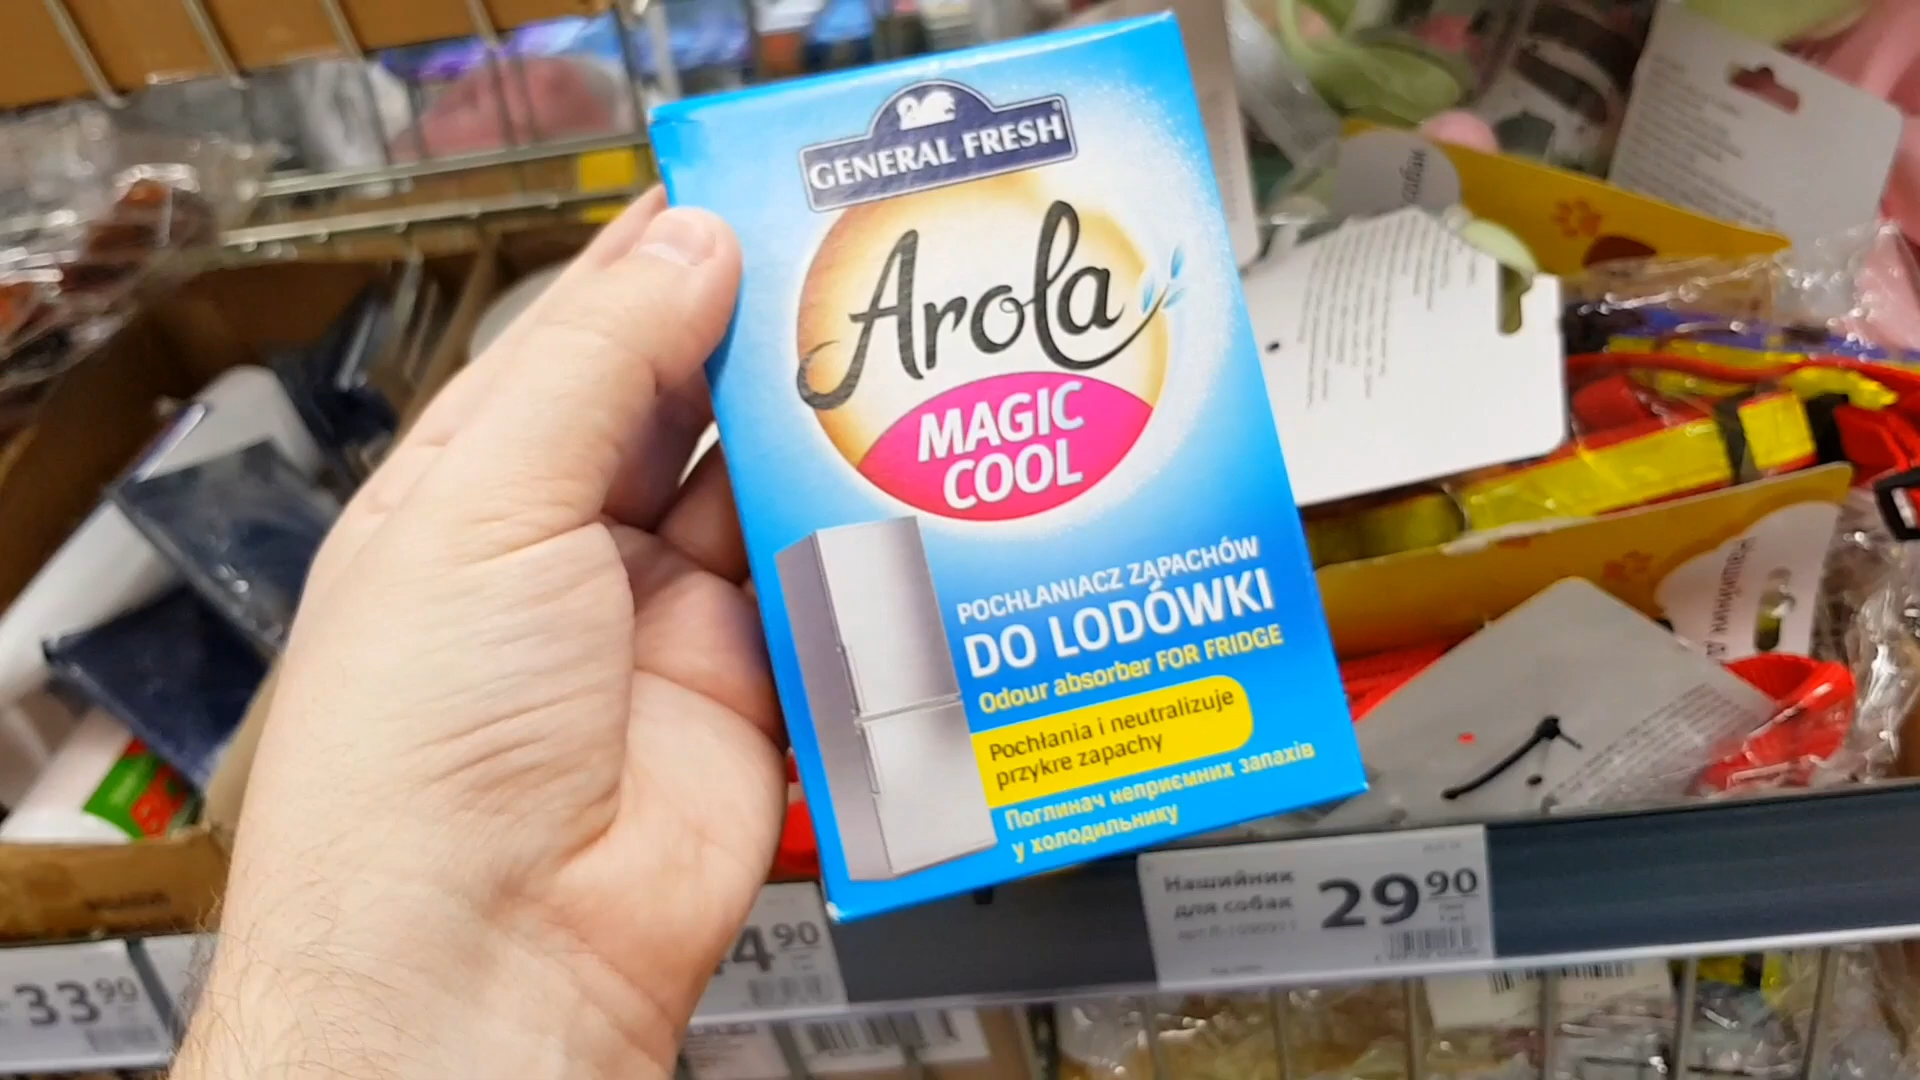 GENERAL FRESH
Arola
MAGIC
COOL
POCHŁANIACZ ZAPACHÓW
DO LODÓWKI
Odour absorber FOR FRIDGE
Pochłania i neutralizuje
przykre zapachy
Поглинач неприємних запахів
у холодильнику
Нашийник
для собак
29 90
4 90
33 90